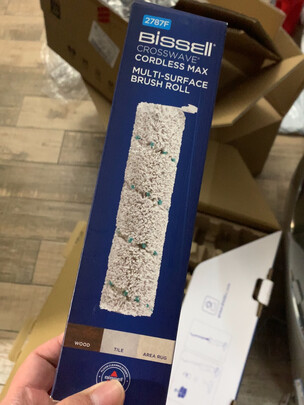 2787F
BISSELL
CROSSWAVE®
CORDLESS MAX
MULTI-SURFACE
BRUSH ROLL
WOOD
TILE
AREA RUG